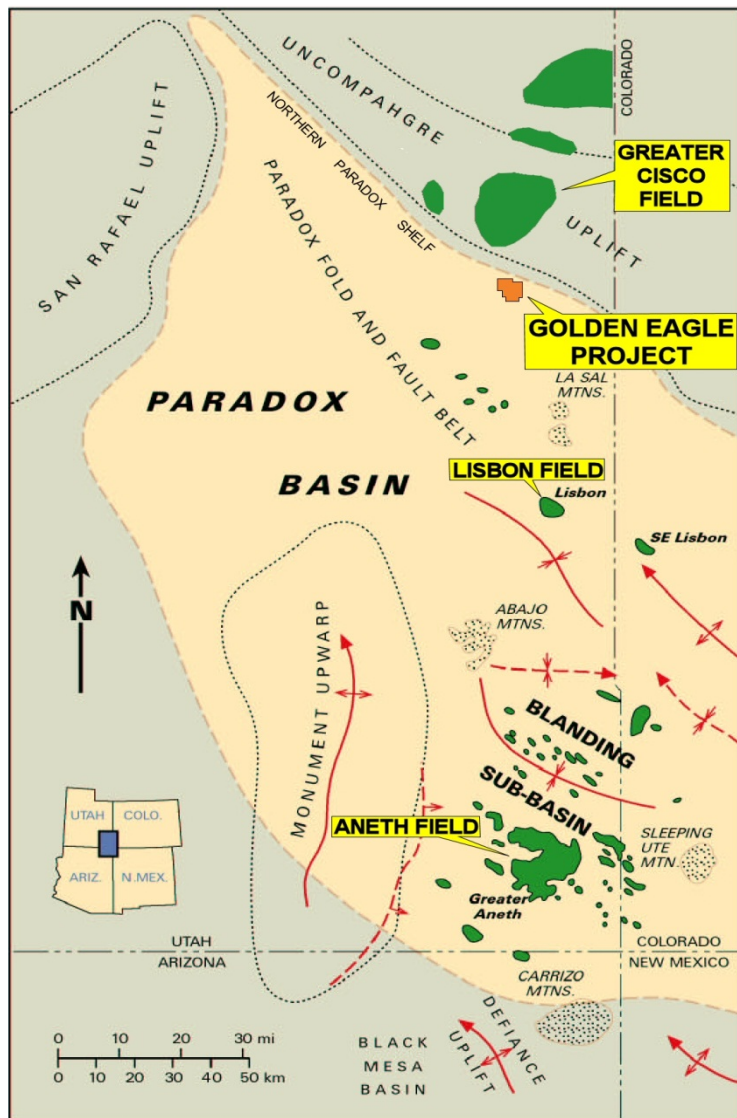 UNCOMPAHGRE
UPLIFT
COLORADO
SAN RAFAEL UPLIFT
NORTHERN PARADOX SHELF
PARADOX FOLD AND FAULT BELT
GREATER
CISCO
FIELD
GOLDEN EAGLE
PROJECT
LA SAL
MTNS.
PARADOX
BASIN
LISBON FIELD
Lisbon
SE Lisbon
N
ABAJO
MTNS.
MONUMENT UPWARP
BLANDING
SUB-BASIN
ANETH FIELD
SLEEPING
UTE
MTN.
Greater
Aneth
UTAH
COLO.
ARIZ.
N.MEX.
UTAH
ARIZONA
COLORADO
NEW MEXICO
CARRIZO
MTNS.
DEFIANCE
UPLIFT
BLACK
MESA
BASIN
0 10 20 30 mi
0 10 20 30 40 50 km